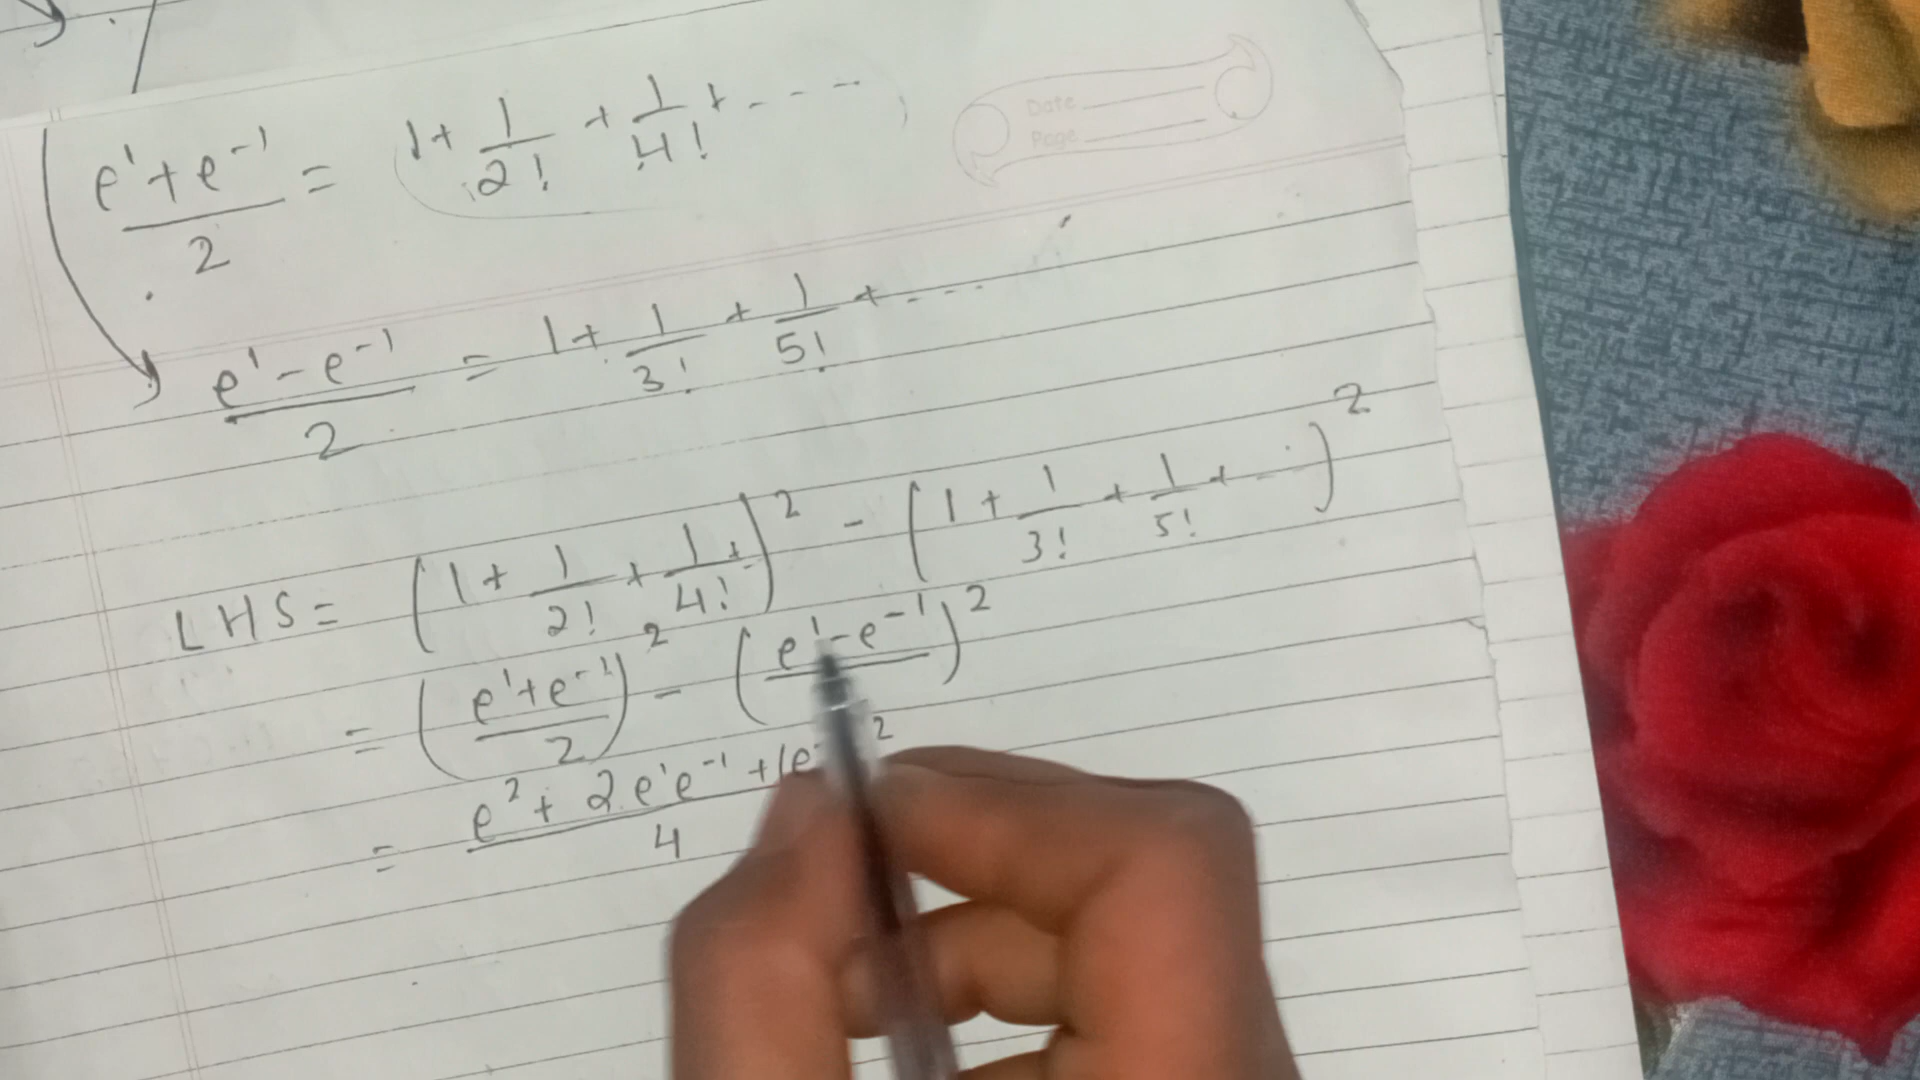 Date
Page
(e¹ + e⁻¹)/2 = 1 + 1/2! + 1/4! + - - - -
(e¹ - e⁻¹)/2 = 1 + 1/3! + 1/5! + - - - -
LHS = (1 + 1/2! + 1/4! + )² - (1 + 1/3! + 1/5! + - - )²
= ((e¹ + e⁻¹)/2)² - ((e¹ - e⁻¹)/ )²
= (e² + 2e¹e⁻¹ + (e ²)/4